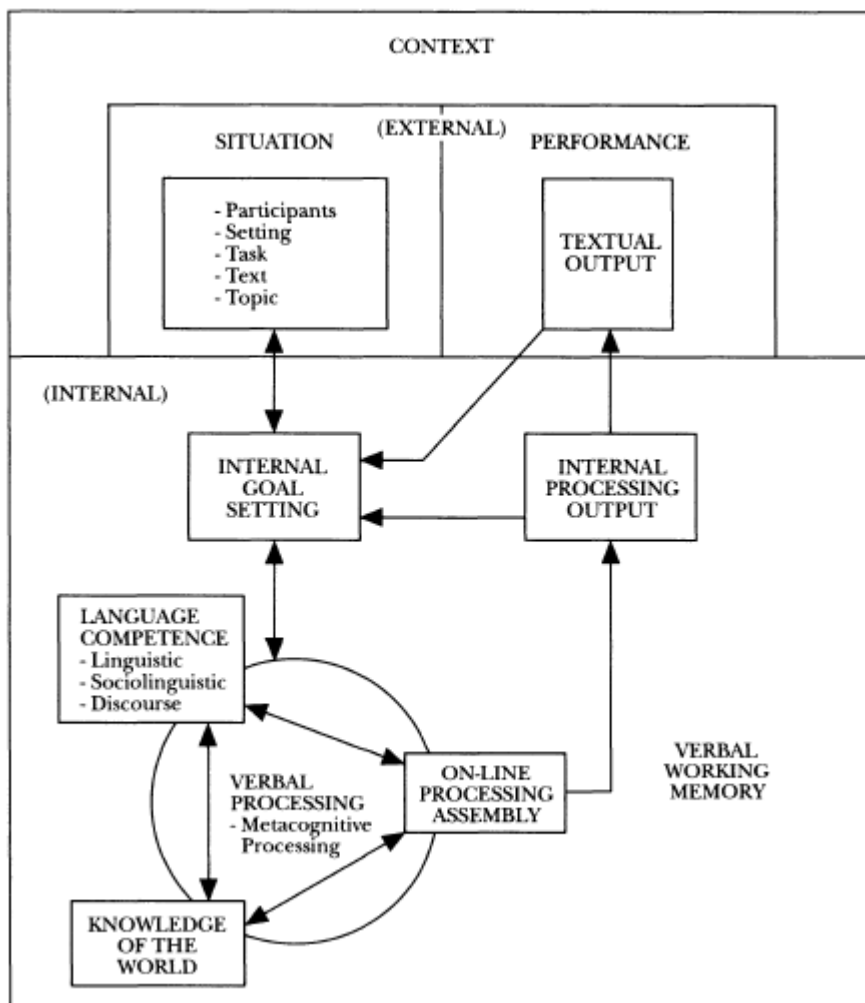 CONTEXT
(EXTERNAL)
SITUATION
PERFORMANCE
- Participants
- Setting
- Task
- Text
- Topic
TEXTUAL
OUTPUT
(INTERNAL)
INTERNAL
GOAL
SETTING
INTERNAL
PROCESSING
OUTPUT
LANGUAGE
COMPETENCE
- Linguistic
- Sociolinguistic
- Discourse
VERBAL
PROCESSING
- Metacognitive
Processing
ON-LINE
PROCESSING
ASSEMBLY
VERBAL
WORKING
MEMORY
KNOWLEDGE
OF THE
WORLD